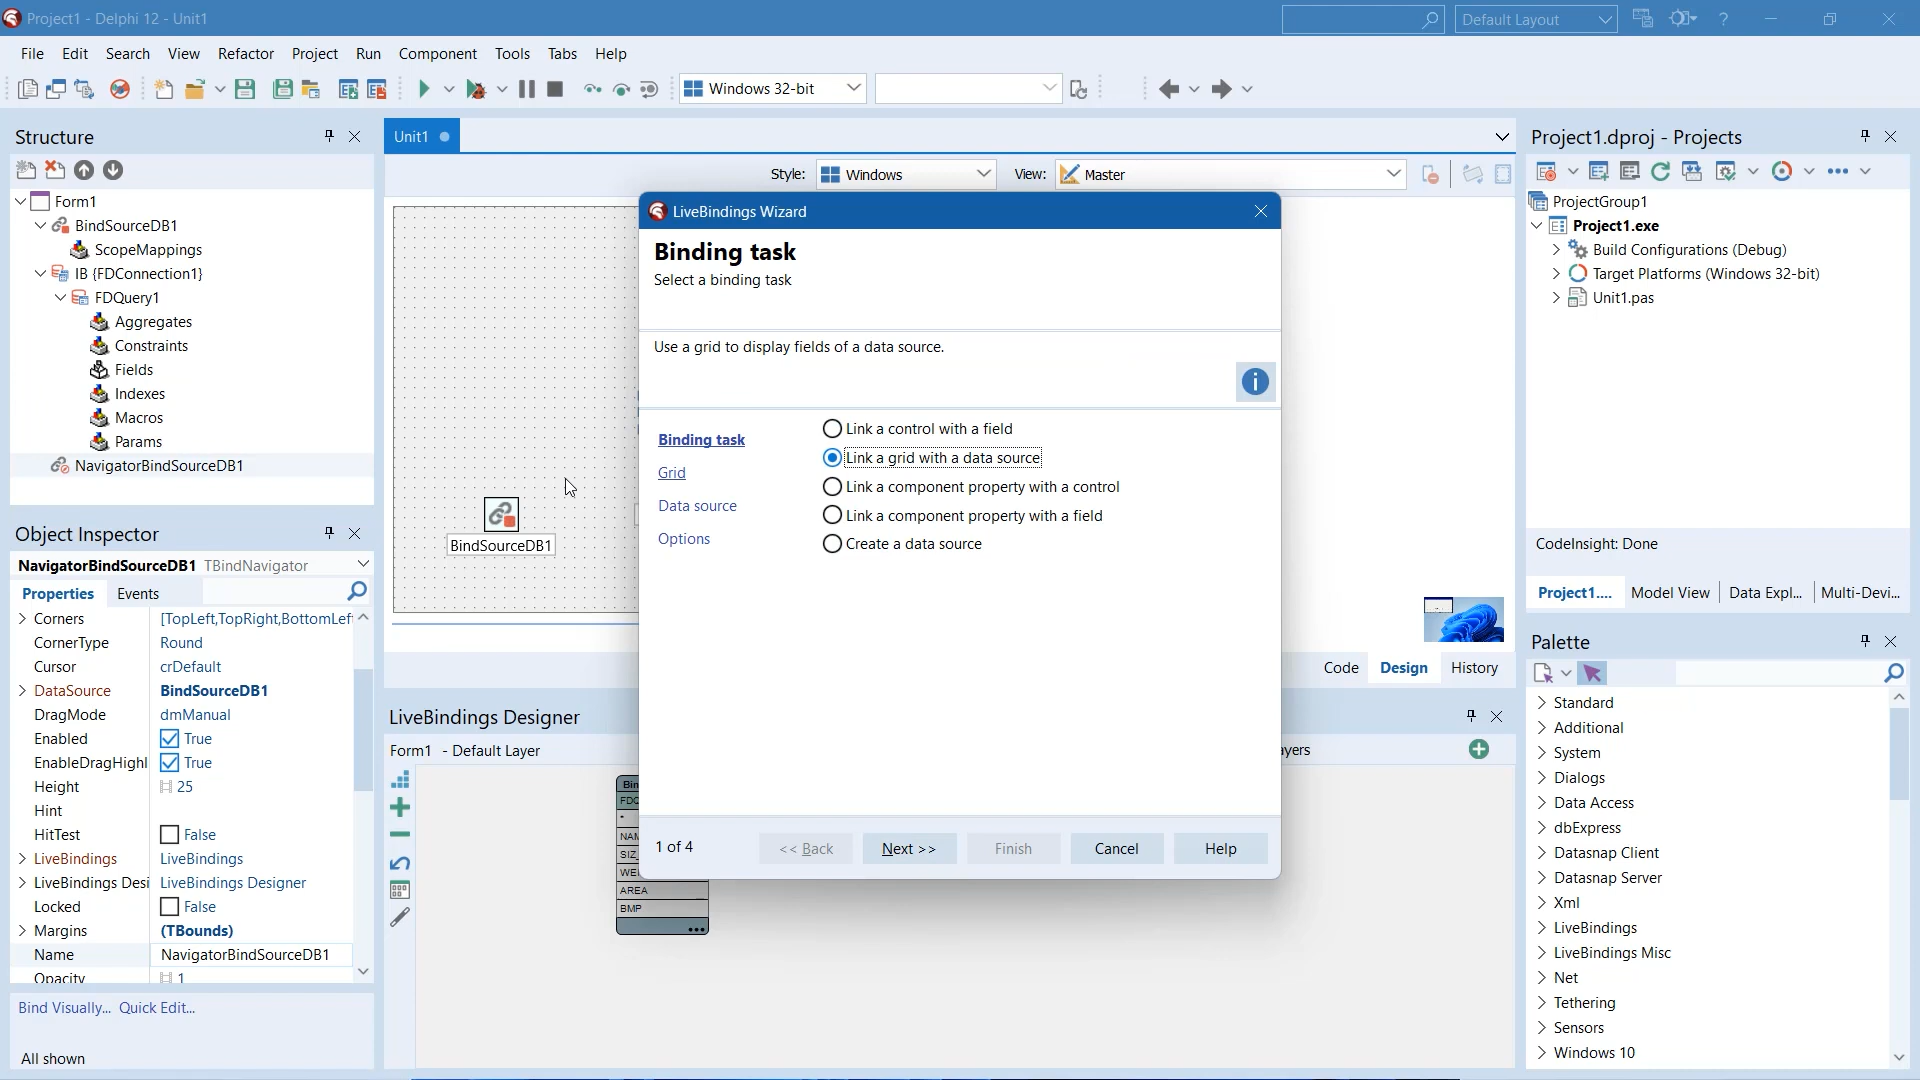 Project1 - Delphi 12 - Unit1
Default Layout
?
File Edit Search View Refactor Project Run Component Tools Tabs Help
Windows 32-bit
Structure
Form1
BindSourceDB1
ScopeMappings
IB {FDConnection1}
FDQuery1
Aggregates
Constraints
Fields
Indexes
Macros
Params
NavigatorBindSourceDB1
Object Inspector
NavigatorBindSourceDB1 TBindNavigator
Properties Events
Corners [TopLeft,TopRight,BottomLef
CornerType Round
Cursor crDefault
DataSource BindSourceDB1
DragMode dmManual
Enabled True
EnableDragHighl True
Height 25
Hint
HitTest False
LiveBindings LiveBindings
LiveBindings Desi LiveBindings Designer
Locked False
Margins (TBounds)
Name NavigatorBindSourceDB1
Opacity 1
Bind Visually... Quick Edit...
All shown
Unit1
Style: Windows View: Master
BindSourceDB1
LiveBindings Wizard
Binding task
Select a binding task
Use a grid to display fields of a data source.
Binding task
Grid
Data source
Options
Link a control with a field
Link a grid with a data source
Link a component property with a control
Link a component property with a field
Create a data source
1 of 4 << Back Next >> Finish Cancel Help
Code Design History
LiveBindings Designer
Form1 - Default Layer
ayers
Bin
FDQ
*
NAM
SIZ
WEI
AREA
BMP
Project1.dproj - Projects
ProjectGroup1
Project1.exe
Build Configurations (Debug)
Target Platforms (Windows 32-bit)
Unit1.pas
CodeInsight: Done
Project1.... Model View Data Expl... Multi-Devi...
Palette
Standard
Additional
System
Dialogs
Data Access
dbExpress
Datasnap Client
Datasnap Server
Xml
LiveBindings
LiveBindings Misc
Net
Tethering
Sensors
Windows 10